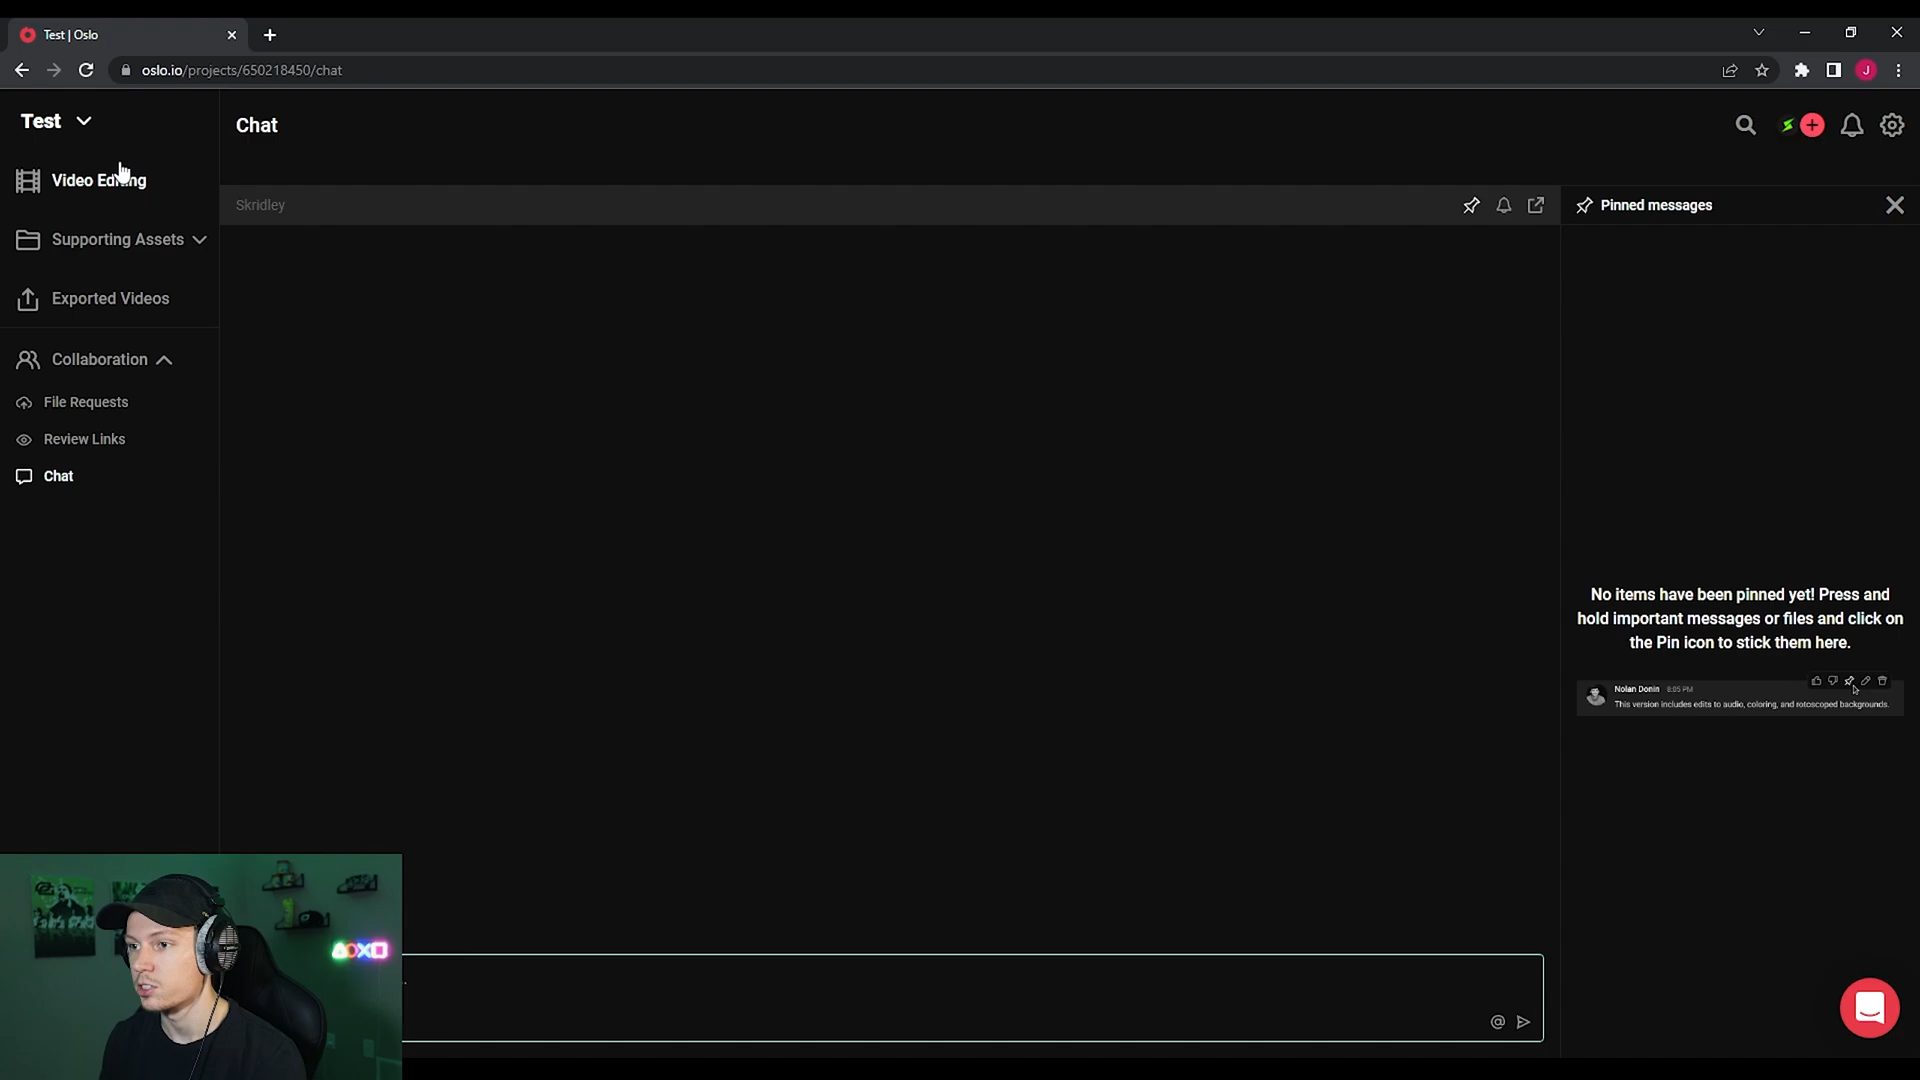 Test | Oslo
oslo.io/projects/650218450/chat
Test
Chat
Video Editing
Supporting Assets
Exported Videos
Collaboration
File Requests
Review Links
Chat
Skridley
Pinned messages
No items have been pinned yet! Press and
hold important messages or files and click on
the Pin icon to stick them here.
Nolan Donin 8:05 PM
This version includes edits to audio, coloring, and rotoscoped backgrounds.
@
J